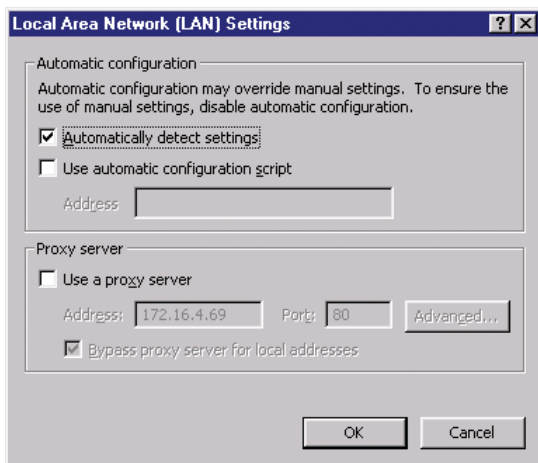 Local Area Network (LAN) Settings
Automatic configuration
Automatic configuration may override manual settings. To ensure the
use of manual settings, disable automatic configuration.
Automatically detect settings
Use automatic configuration script
Address
Proxy server
Use a proxy server
Address: 172.16.4.69 Port: 80 Advanced...
Bypass proxy server for local addresses
OK Cancel